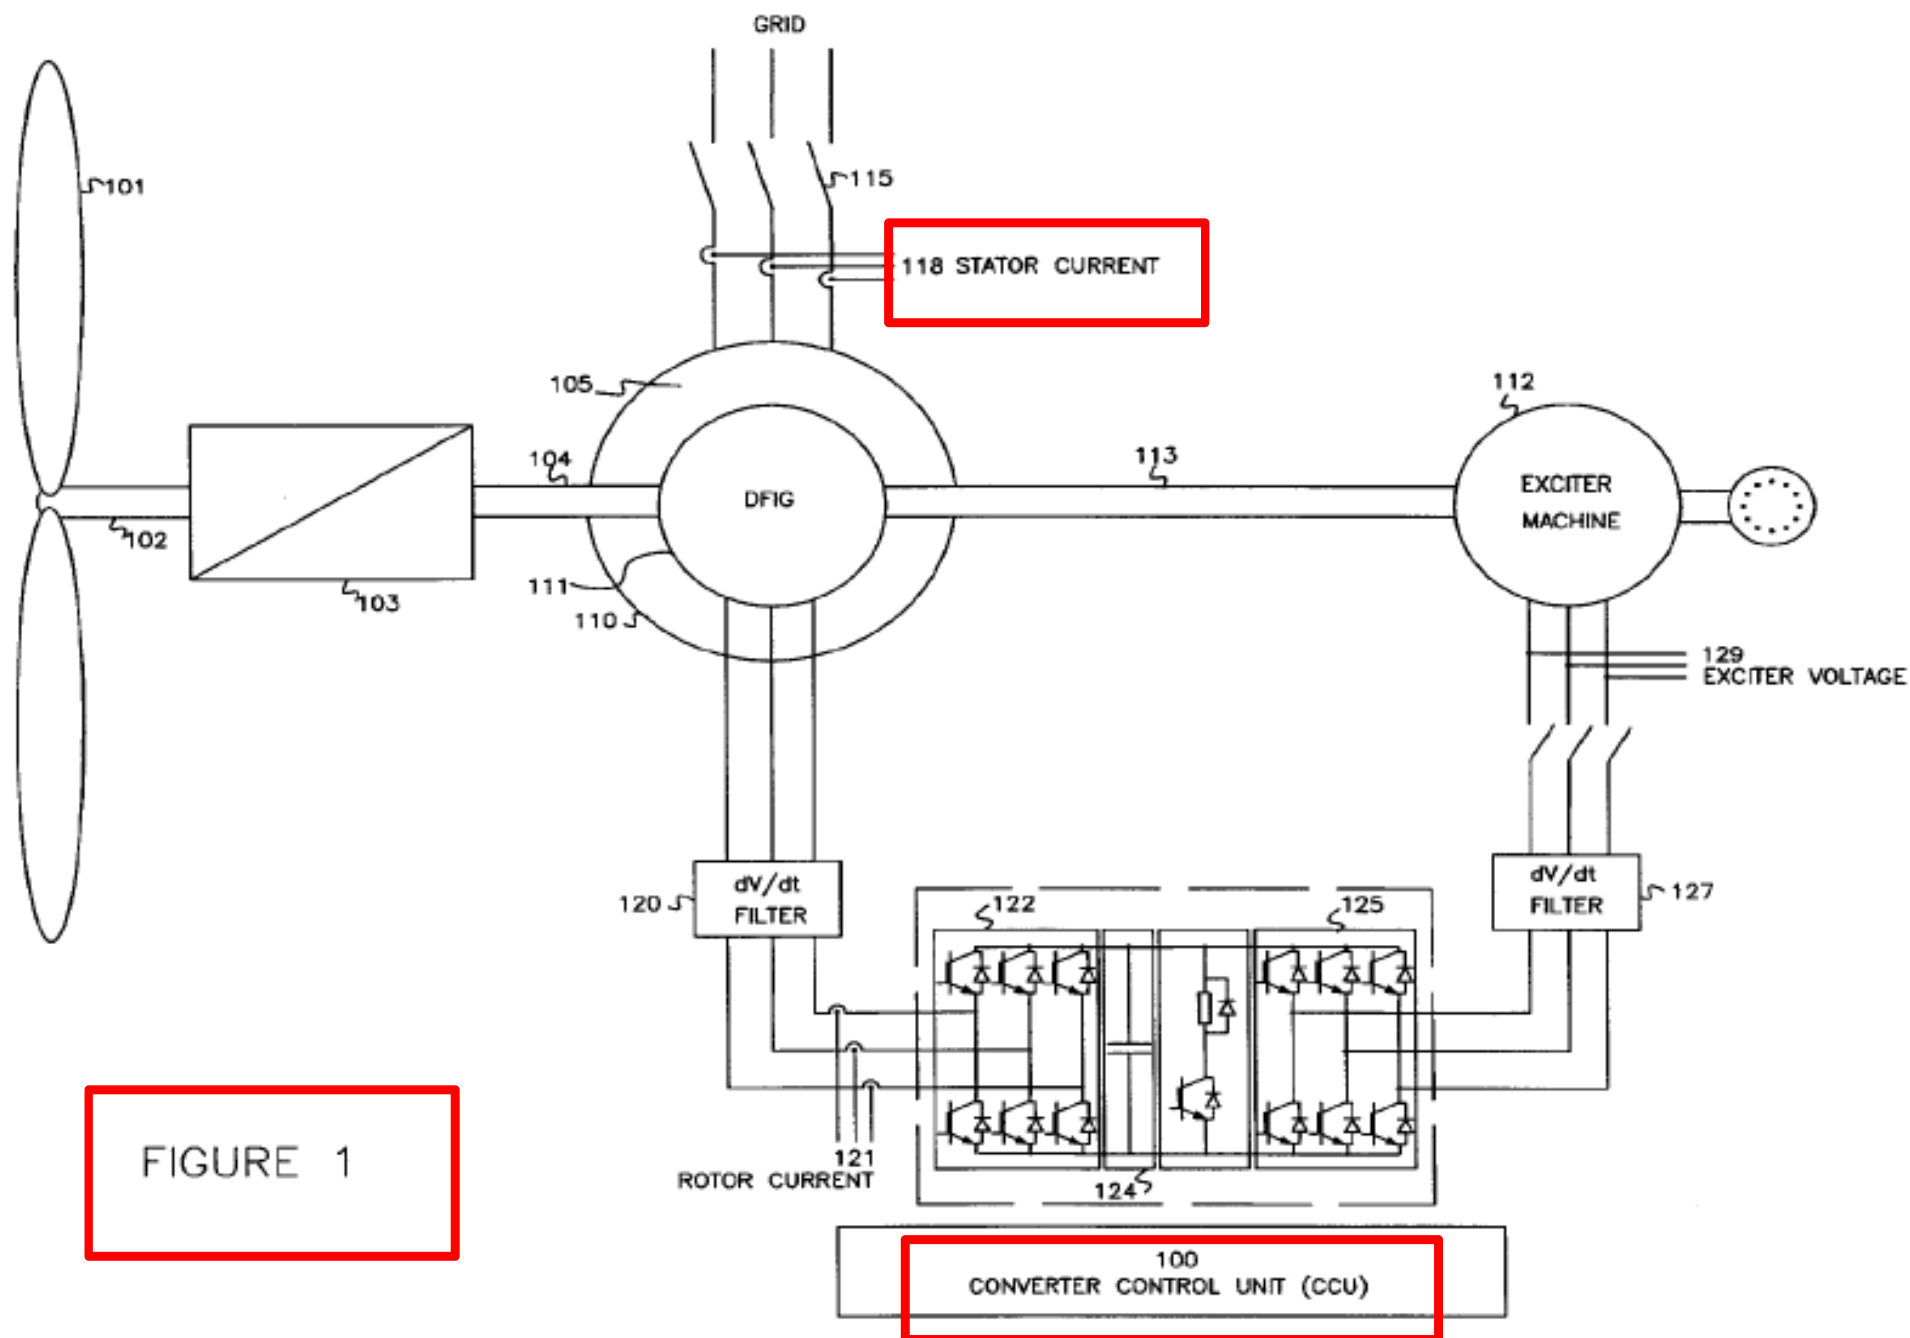 GRID
101
115
118 STATOR CURRENT
105
112
104
113
DFIG
EXCITER
MACHINE
102
111
103
110
129
EXCITER VOLTAGE
dV/dt
FILTER
120
122
125
dV/dt
FILTER
127
121
ROTOR CURRENT
124
FIGURE 1
100
CONVERTER CONTROL UNIT (CCU)